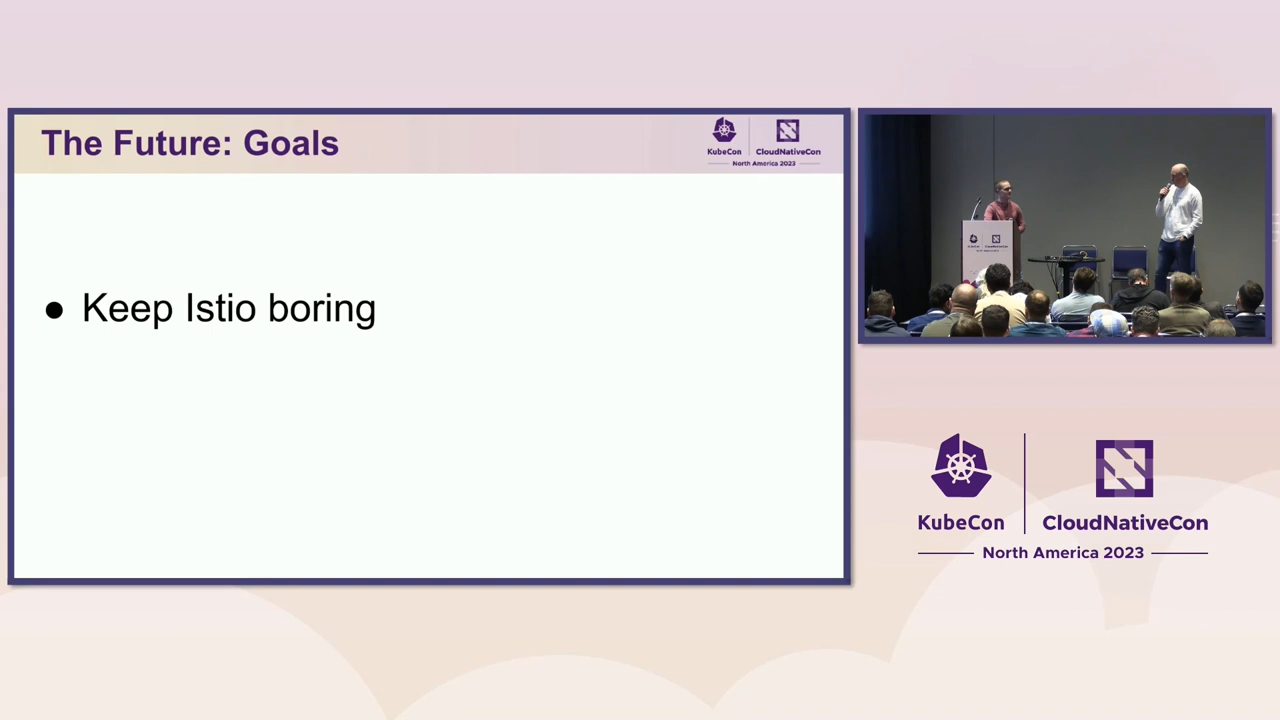 The Future: Goals
KubeCon
CloudNativeCon
North America 2023
● Keep Istio boring
KubeCon
CloudNativeCon
North America 2023